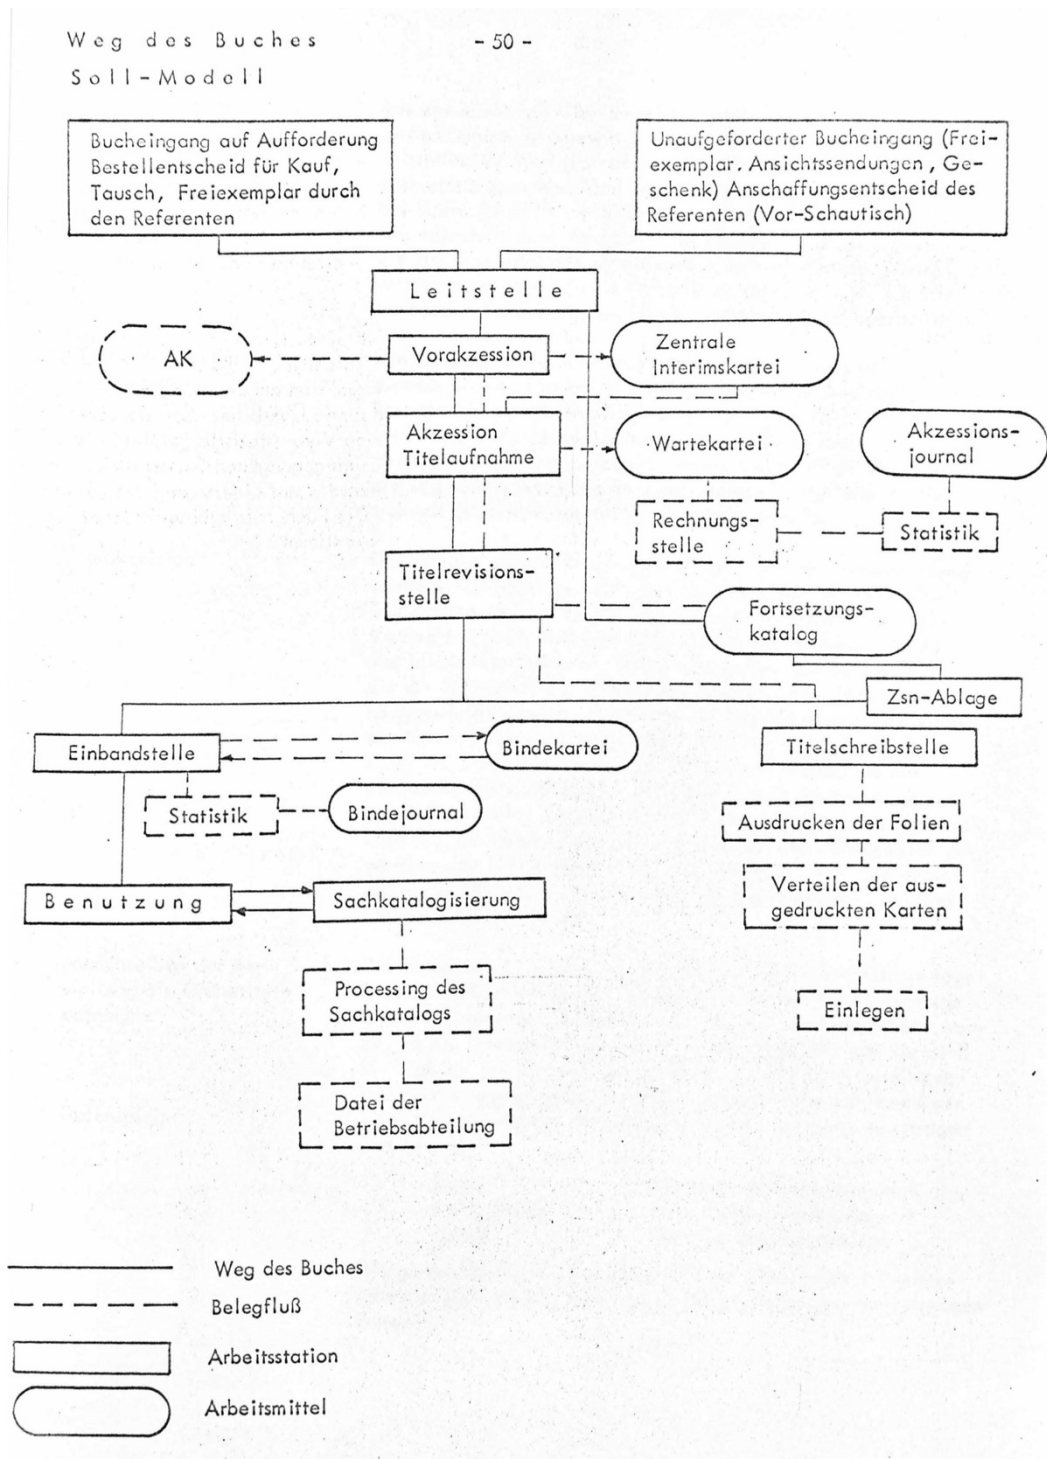 Weg des Buches
- 50 -
Soll-Modell
Bucheingang auf Aufforderung
Bestellentscheid für Kauf,
Tausch, Freiexemplar durch
den Referenten
Unaufgeforderter Bucheingang (Frei-
exemplar. Ansichtssendungen, Ge-
schenk) Anschaffungsentscheid des
Referenten (Vor-Schautisch)
Leitstelle
AK
Vorakzession
Zentrale
Interimskartei
Akzession
Titelaufnahme
Wartekartei
Akzessions-
journal
Rechnungs-
stelle
Statistik
Titelrevisions-
stelle
Fortsetzungs-
katalog
Zsn-Ablage
Einbandstelle
Bindekartei
Titelschreibstelle
Statistik
Bindejournal
Ausdrucken der Folien
Verteilen der aus-
gedruckten Karten
Benutzung
Sachkatalogisierung
Processing des
Sachkatalogs
Einlegen
Datei der
Betriebsabteilung
Weg des Buches
Belegfluß
Arbeitsstation
Arbeitsmittel